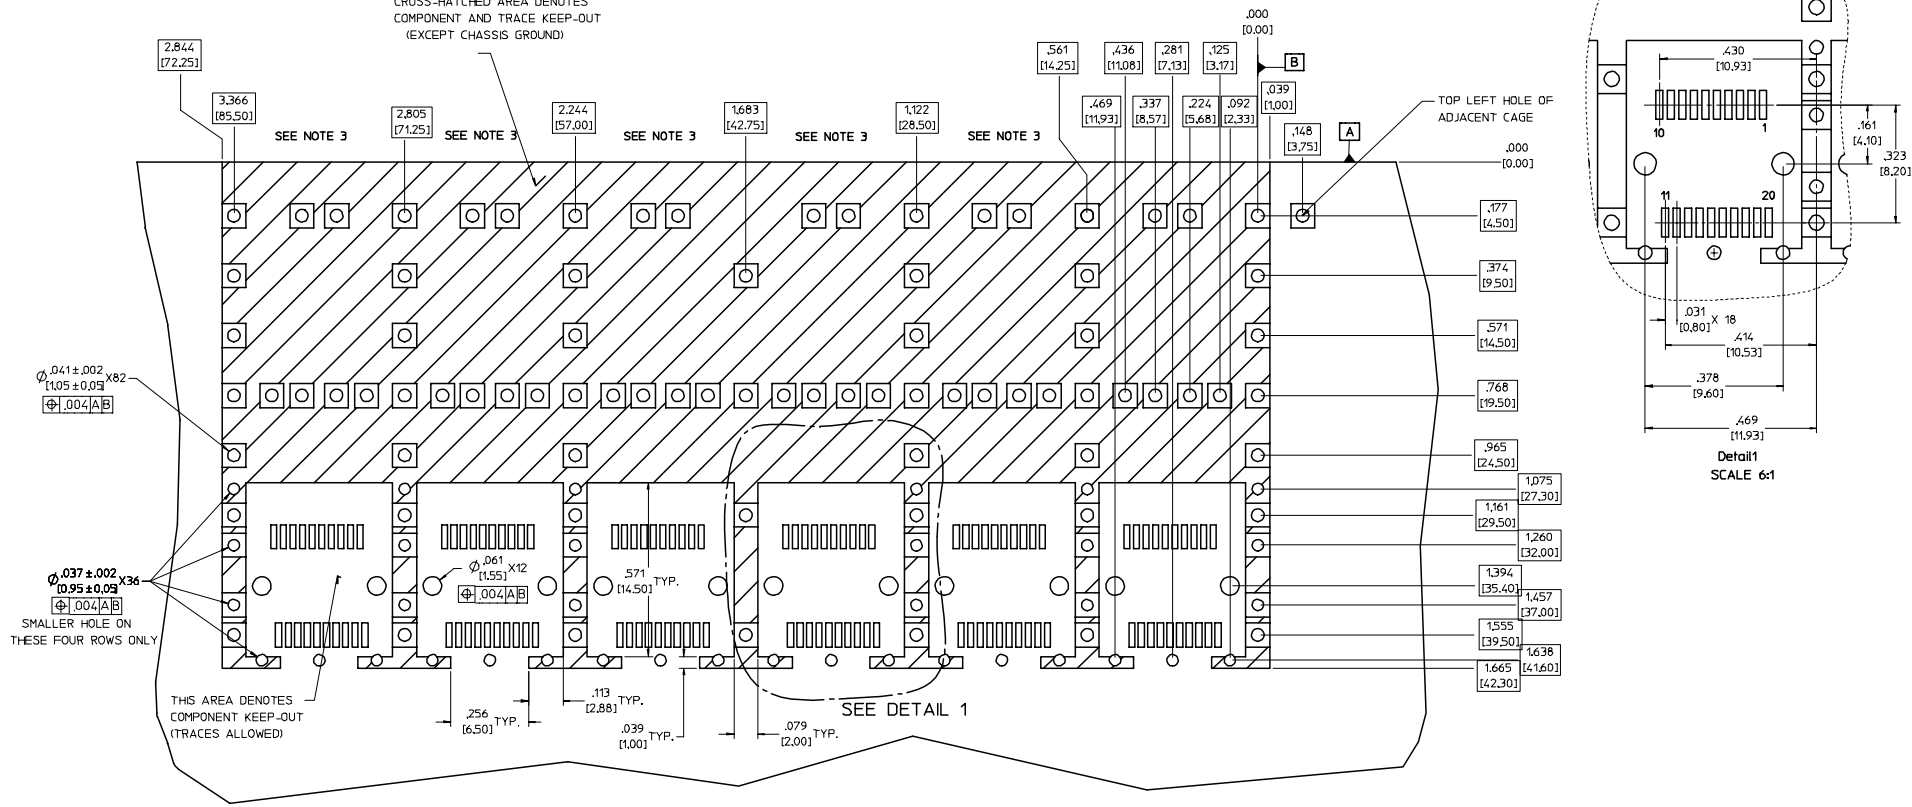 CROSS-HATCHED AREA DENOTES
COMPONENT AND TRACE KEEP-OUT
(EXCEPT CHASSIS GROUND)
2.844
[72.25]
3.366
[85.50]
SEE NOTE 3
2.805
[71.25]
SEE NOTE 3
2.244
[57.00]
SEE NOTE 3
1.683
[42.75]
SEE NOTE 3
1.122
[28.50]
SEE NOTE 3
.561
[14.25]
.469
[11.93]
.436
[11.08]
.337
[8.57]
.281
[7.13]
.224
[5.68]
.125
[3.17]
.092
[2.33]
.000
[0.00]
B
.039
[1.00]
.148
[3.75]
A
TOP LEFT HOLE OF
ADJACENT CAGE
.000
[0.00]
.177
[4.50]
.374
[9.50]
.571
[14.50]
.768
[19.50]
.965
[24.50]
1.075
[27.30]
1.161
[29.50]
1.260
[32.00]
1.394
[35.40]
1.457
[37.00]
1.555
[39.50]
1.638
[41.60]
1.665
[42.30]
Ø .041±.002 X82
[1.05±0.05]
⌖ .004 A B
Ø .037±.002 X36
[0.95±0.05]
⌖ .004 A B
SMALLER HOLE ON
THESE FOUR ROWS ONLY
Ø .061 X12
[1.55]
⌖ .004 A B
.571 TYP.
[14.50]
THIS AREA DENOTES
COMPONENT KEEP-OUT
(TRACES ALLOWED)
.256 TYP.
[6.50]
.113 TYP.
[2.88]
.039 TYP.
[1.00]
.079 TYP.
[2.00]
SEE DETAIL 1
.430
[10.93]
10
1
.161
[4.10]
.323
[8.20]
11
20
.031 X 18
[0.80]
.414
[10.53]
.378
[9.60]
.469
[11.93]
Detail1
SCALE 6:1